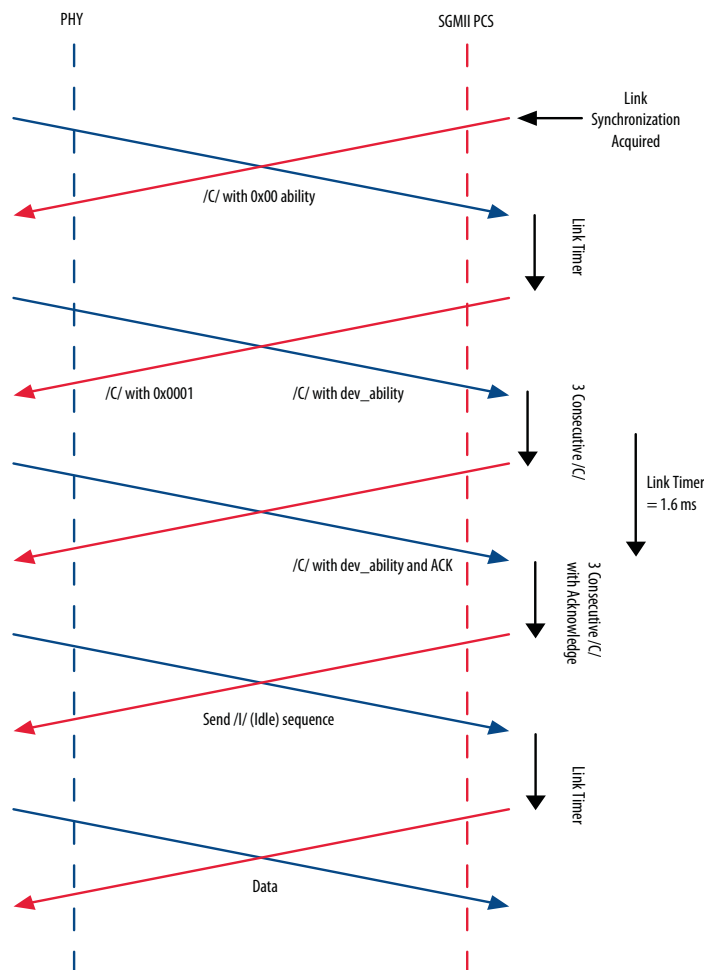 PHY
SGMII PCS
Link
Synchronization
Acquired
/C/ with 0x00 ability
Link Timer
/C/ with 0x0001
/C/ with dev_ability
3 Consecutive /C/
Link Timer
= 1.6 ms
/C/ with dev_ability and ACK
3 Consecutive /C/
with Acknowledge
Send /I/ (Idle) sequence
Link Timer
Data